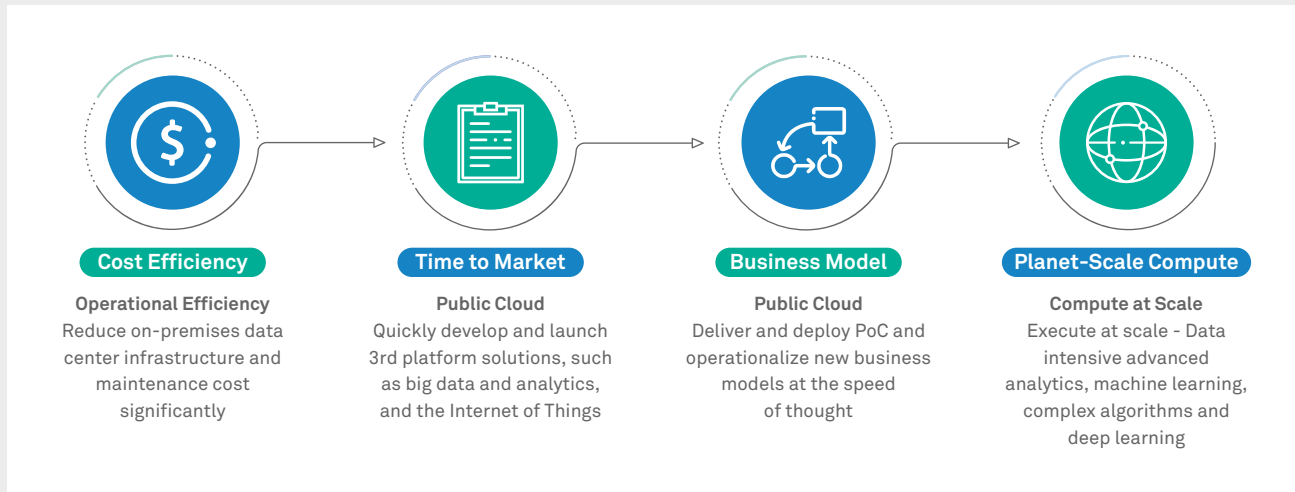 $
Cost Efficiency
Operational Efficiency
Reduce on-premises data
center infrastructure and
maintenance cost
significantly
Time to Market
Public Cloud
Quickly develop and launch
3rd platform solutions, such
as big data and analytics,
and the Internet of Things
Business Model
Public Cloud
Deliver and deploy PoC and
operationalize new business
models at the speed
of thought
Planet-Scale Compute
Compute at Scale
Execute at scale - Data
intensive advanced
analytics, machine learning,
complex algorithms and
deep learning